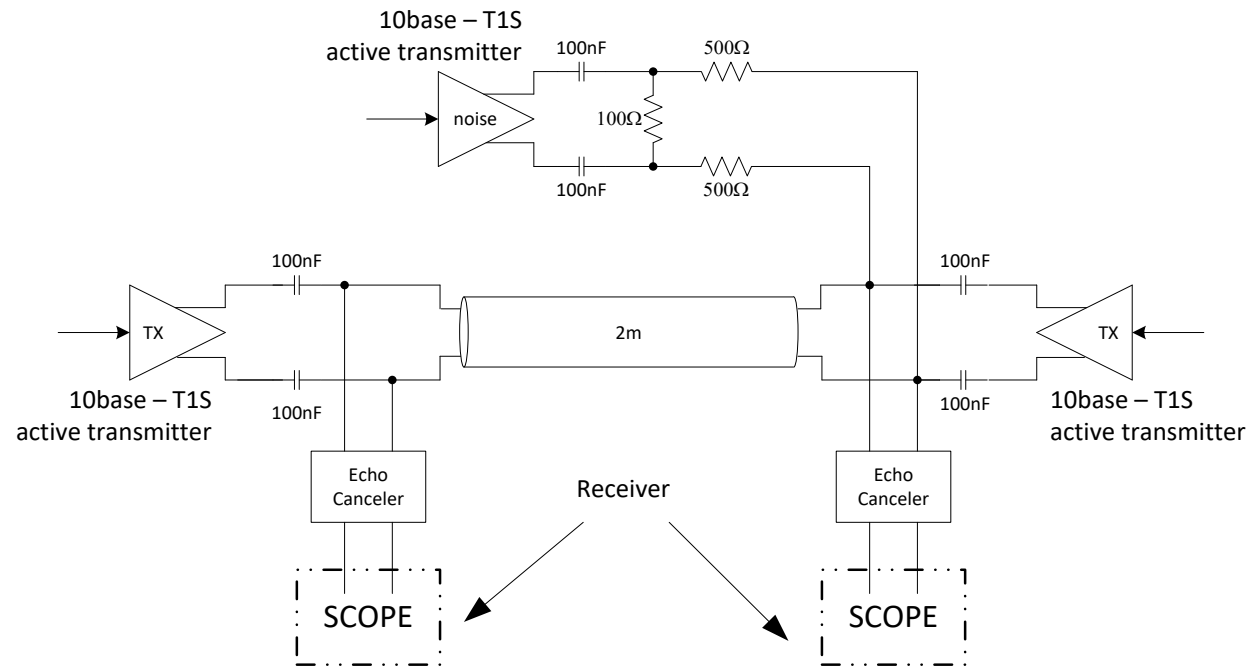 10base – T1S
active transmitter
100nF
500Ω
noise
100Ω
100nF
500Ω
100nF
100nF
TX
2m
TX
10base – T1S
active transmitter
100nF
100nF
10base – T1S
active transmitter
Echo
Canceler
Receiver
Echo
Canceler
SCOPE
SCOPE